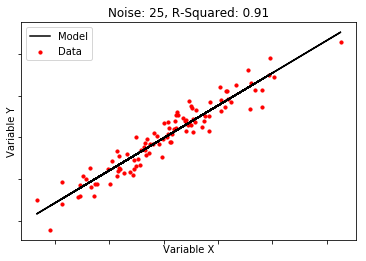 Noise: 25, R-Squared: 0.91
Model
Data
Variable Y
Variable X